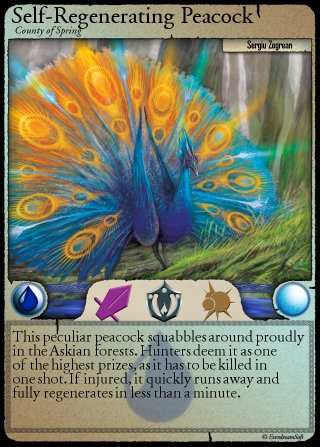 Self-Regenerating Peacock
County of Spring
Sergiu Zegrean
This peculiar peacock squabbles around proudly
in the Askian forests. Hunters deem it as one
of the highest prizes, as it has to be killed in
one shot. If injured, it quickly runs away and
fully regenerates in less than a minute.
© EverdreamSoft